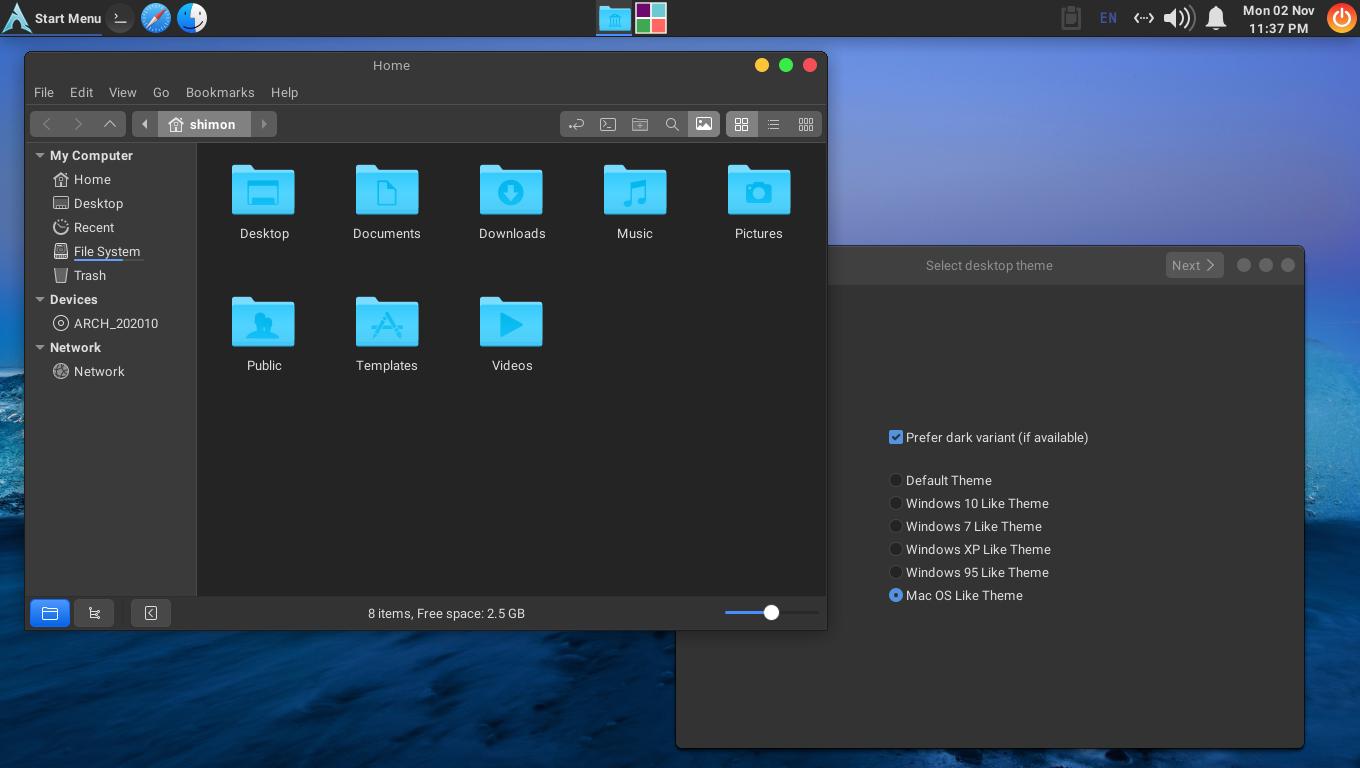 Start Menu
EN
Mon 02 Nov
11:37 PM
Home
File Edit View Go Bookmarks Help
shimon
My Computer
Home
Desktop
Recent
File System
Trash
Devices
ARCH_202010
Network
Network
Desktop Documents Downloads Music Pictures
Public Templates Videos
8 items, Free space: 2.5 GB
Select desktop theme
Next
Prefer dark variant (if available)
Default Theme
Windows 10 Like Theme
Windows 7 Like Theme
Windows XP Like Theme
Windows 95 Like Theme
Mac OS Like Theme